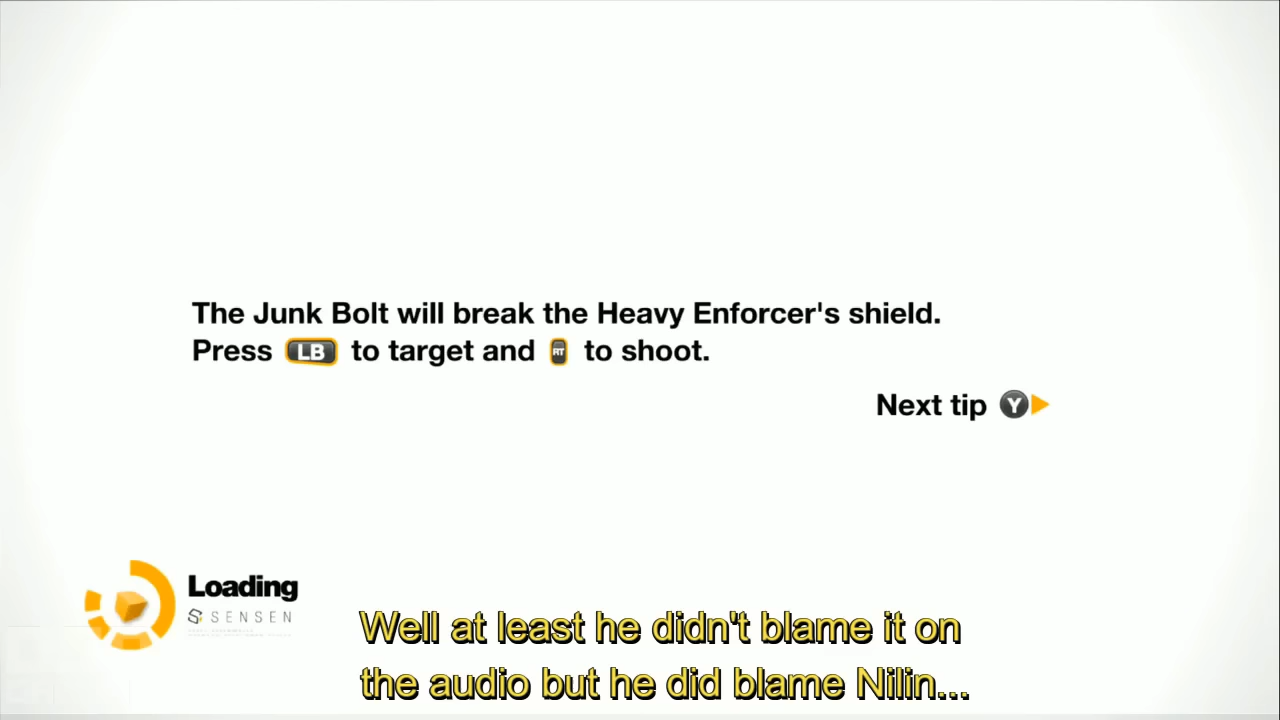 The Junk Bolt will break the Heavy Enforcer's shield.
Press LB to target and RT to shoot.
Next tip Y
Loading
SENSEN
Well at least he didn't blame it on
the audio but he did blame Nilin...